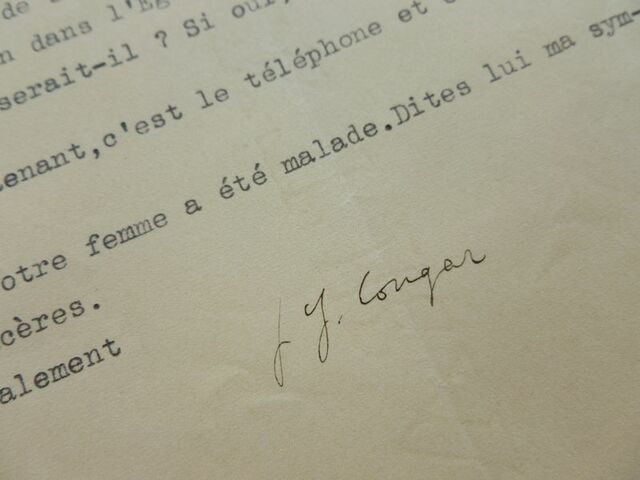 de
n dans l'Eg
serait-il ? Si oui,
tenant,c'est le téléphone et
otre femme a été malade.Dites lui ma sym-
cères.
alement
f Y. Congar